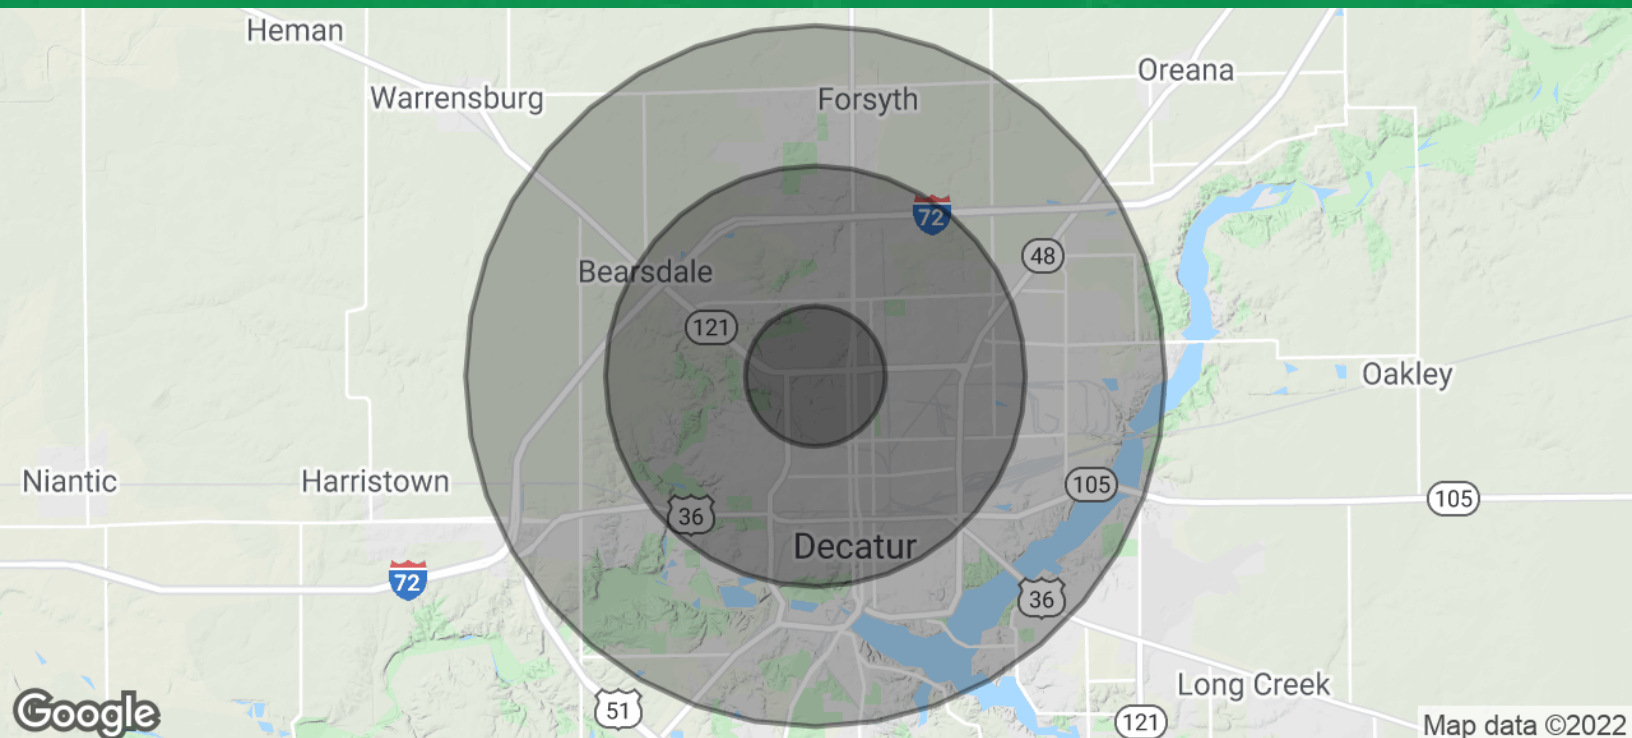 Heman
Oreana
Warrensburg
Forsyth
72
48
Bearsdale
121
Oakley
Niantic
Harristown
105
105
36
Decatur
72
36
Long Creek
51
121
Google
Map data ©2022